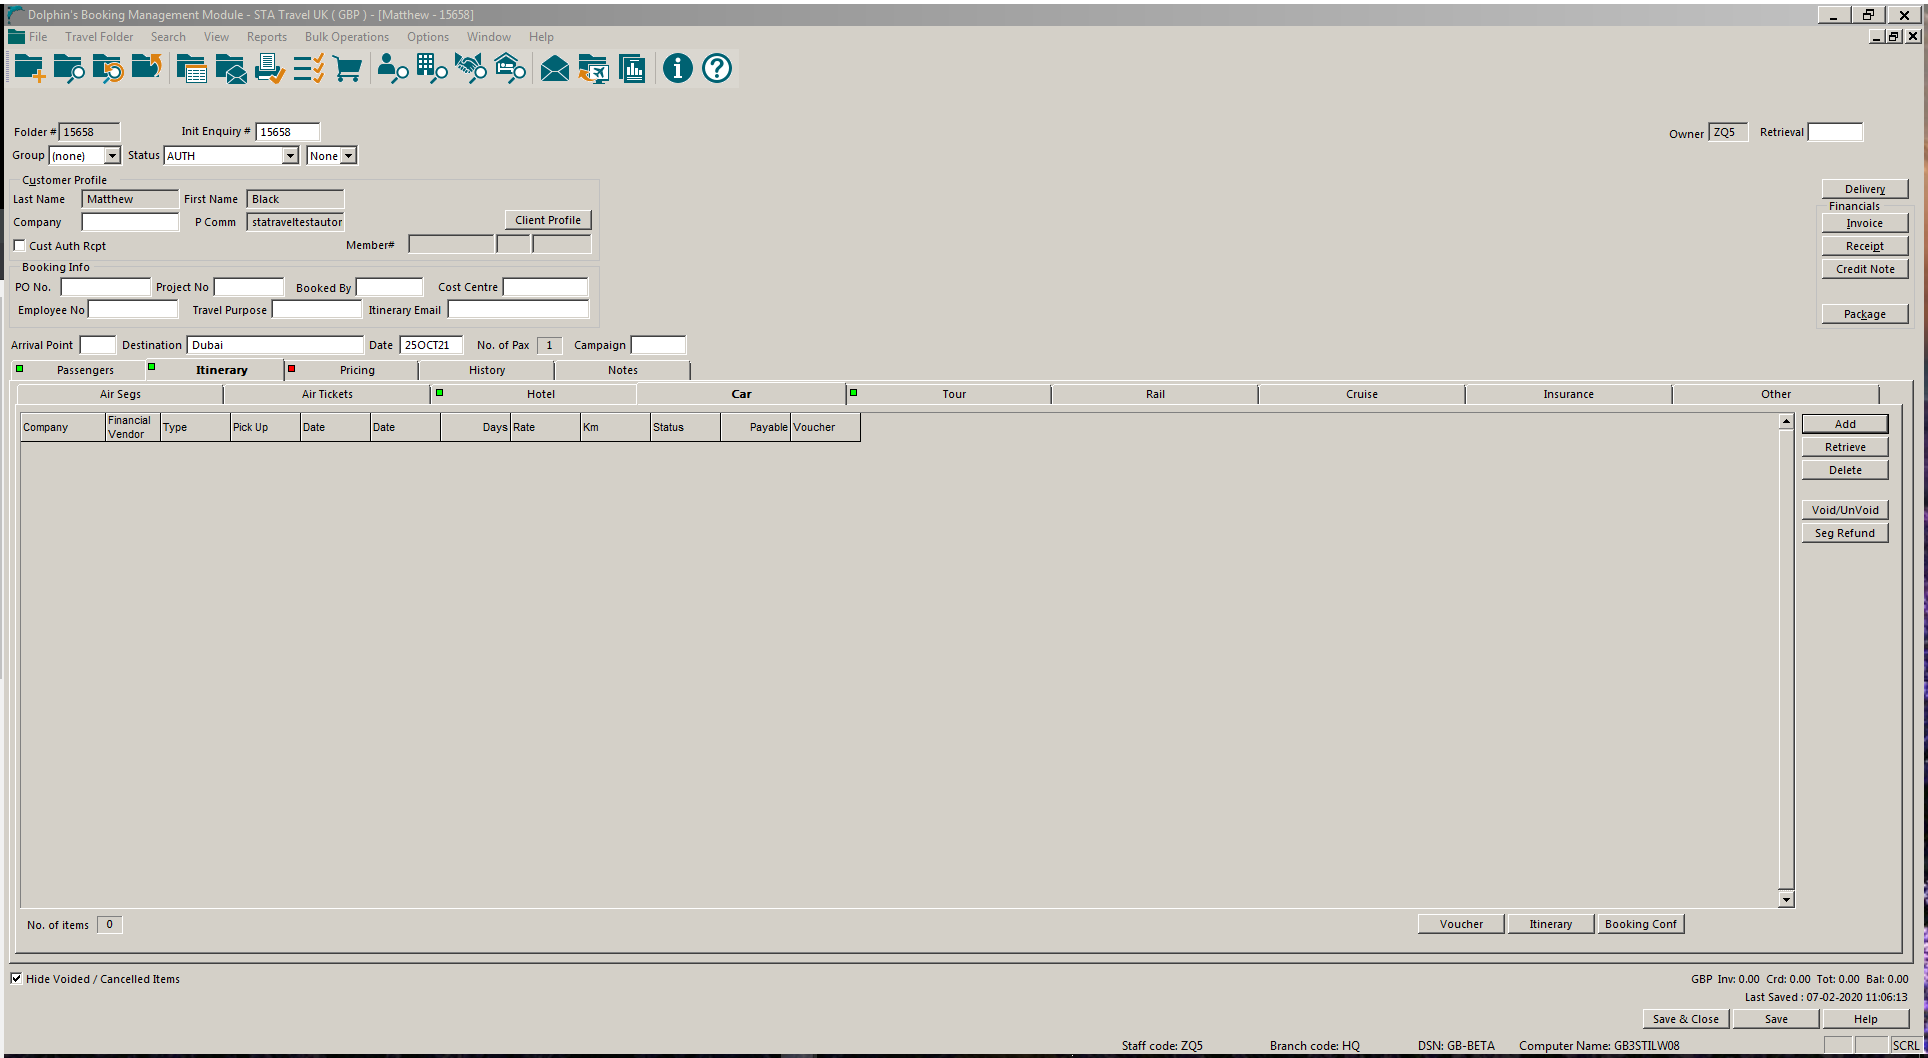 Dolphin's Booking Management Module - STA Travel UK ( GBP ) - [Matthew - 15658]
File Travel Folder Search View Reports Bulk Operations Options Window Help
Folder # 15658 Init Enquiry # 15658 Owner ZQ5 Retrieval
Group (none) Status AUTH None
Customer Profile
Last Name Matthew First Name Black
Company P Comm statraveltestautor Client Profile
Cust Auth Rcpt Member#
Booking Info
PO No. Project No Booked By Cost Centre
Employee No Travel Purpose Itinerary Email
Delivery
Financials
Invoice
Receipt
Credit Note
Package
Arrival Point Destination Dubai Date 25OCT21 No. of Pax 1 Campaign
Passengers Itinerary Pricing History Notes
Air Segs Air Tickets Hotel Car Tour Rail Cruise Insurance Other
Company Financial Vendor Type Pick Up Date Date Days Rate Km Status Payable Voucher
Add
Retrieve
Delete
Void/UnVoid
Seg Refund
No. of items 0 Voucher Itinerary Booking Conf
Hide Voided / Cancelled Items GBP Inv: 0.00 Crd: 0.00 Tot: 0.00 Bal: 0.00
Last Saved : 07-02-2020 11:06:13
Save & Close Save Help
Staff code: ZQ5 Branch code: HQ DSN: GB-BETA Computer Name: GB3STILW08 SCRL